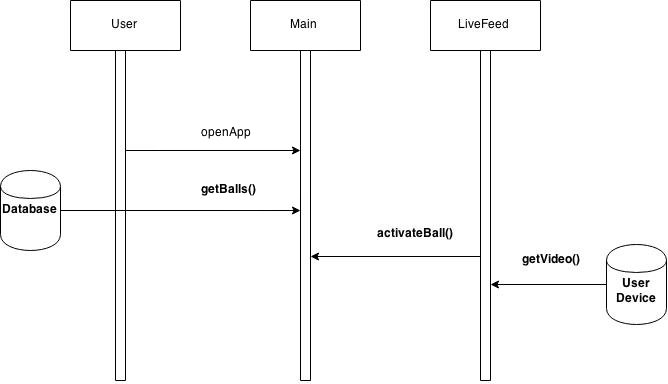 User
Main
LiveFeed
openApp
getBalls()
Database
activateBall()
getVideo()
User
Device